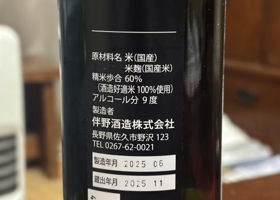 原材料名 米(国産)
米麹(国産米)
精米歩合 60%
(酒造好適米100%使用)
アルコール分 9度
製造者
伴野酒造株式会社
長野県佐久市野沢 123
TEL 0267-62-0021
製造年月 2025 06
蔵出年月 2025 11